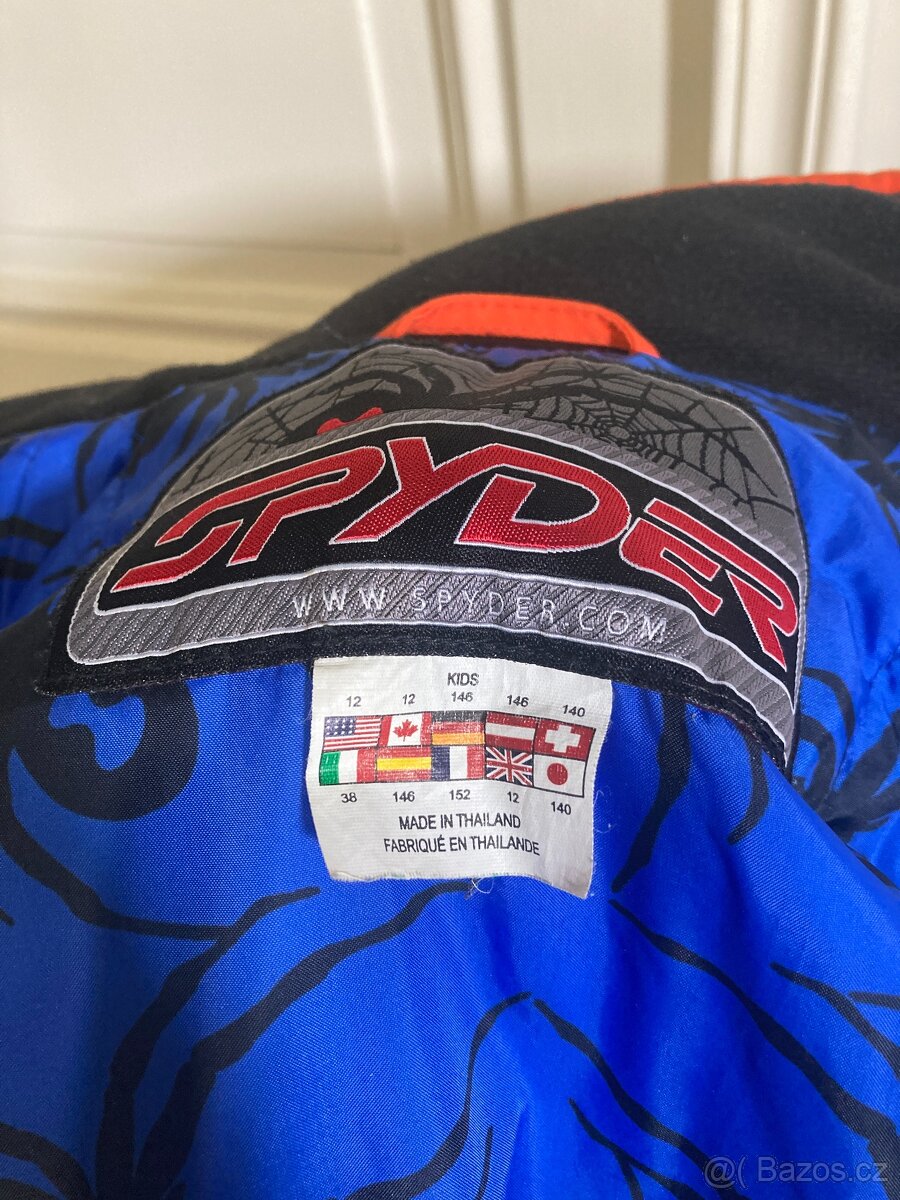 SPYDER
WWW.SPYDER.COM
KIDS
12 12 146 146 140
38 146 152 12 140
MADE IN THAILAND
FABRIQUÉ EN THAILANDE
@( Bazos.cz